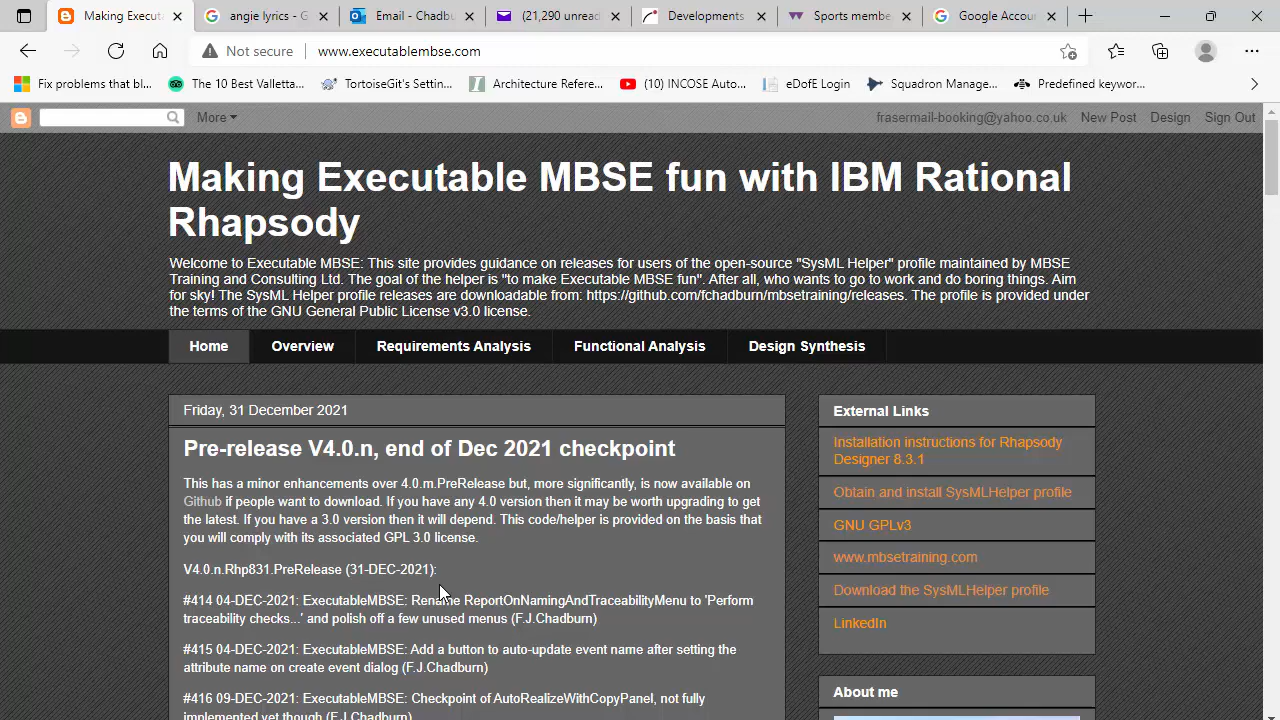 Making Execut
angie lyrics - G
Email - Chadbu
(21,290 unread
Developments
Sports membe
Google Accou
Not secure
www.executablembse.com
Fix problems that bl...
The 10 Best Valletta...
TortoiseGit's Settin...
Architecture Refere...
(10) INCOSE Auto...
eDofE Login
Squadron Manage...
Predefined keywor...
More
frasermail-booking@yahoo.co.uk
New Post
Design
Sign Out
Making Executable MBSE fun with IBM Rational
Rhapsody
Welcome to Executable MBSE: This site provides guidance on releases for users of the open-source "SysML Helper" profile maintained by MBSE
Training and Consulting Ltd. The goal of the helper is "to make Executable MBSE fun". After all, who wants to go to work and do boring things. Aim
for sky! The SysML Helper profile releases are downloadable from: https://github.com/fchadburn/mbsetraining/releases. The profile is provided under
the terms of the GNU General Public License v3.0 license.
Home
Overview
Requirements Analysis
Functional Analysis
Design Synthesis
Friday, 31 December 2021
Pre-release V4.0.n, end of Dec 2021 checkpoint
This has a minor enhancements over 4.0.m.PreRelease but, more significantly, is now available on
Github if people want to download. If you have any 4.0 version then it may be worth upgrading to get
the latest. If you have a 3.0 version then it will depend. This code/helper is provided on the basis that
you will comply with its associated GPL 3.0 license.
V4.0.n.Rhp831.PreRelease (31-DEC-2021):
#414 04-DEC-2021: ExecutableMBSE: Rename ReportOnNamingAndTraceabilityMenu to 'Perform
traceability checks...' and polish off a few unused menus (F.J.Chadburn)
#415 04-DEC-2021: ExecutableMBSE: Add a button to auto-update event name after setting the
attribute name on create event dialog (F.J.Chadburn)
#416 09-DEC-2021: ExecutableMBSE: Checkpoint of AutoRealizeWithCopyPanel, not fully
implemented yet though (F.J.Chadburn)
External Links
Installation instructions for Rhapsody
Designer 8.3.1
Obtain and install SysMLHelper profile
GNU GPLv3
www.mbsetraining.com
Download the SysMLHelper profile
LinkedIn
About me